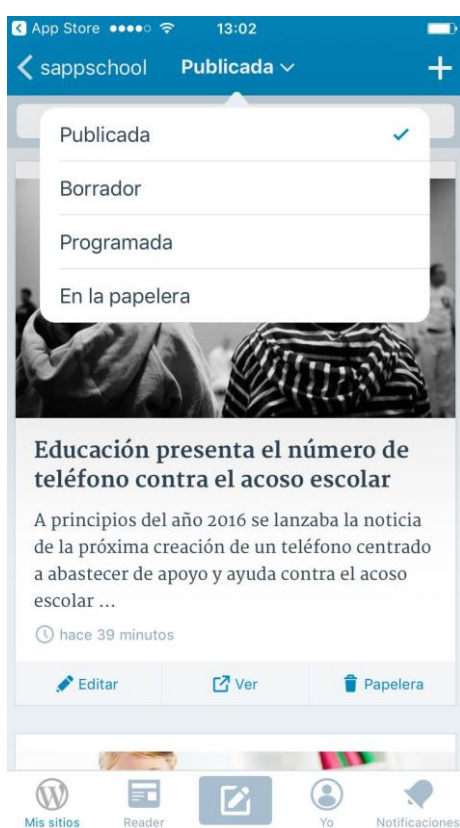 App Store 13:02
sappschool Publicada
Publicada
Borrador
Programada
En la papelera
Educación presenta el número de
teléfono contra el acoso escolar
A principios del año 2016 se lanzaba la noticia
de la próxima creación de un teléfono centrado
a abastecer de apoyo y ayuda contra el acoso
escolar ...
hace 39 minutos
Editar Ver Papelera
Mis sitios Reader Yo Notificaciones